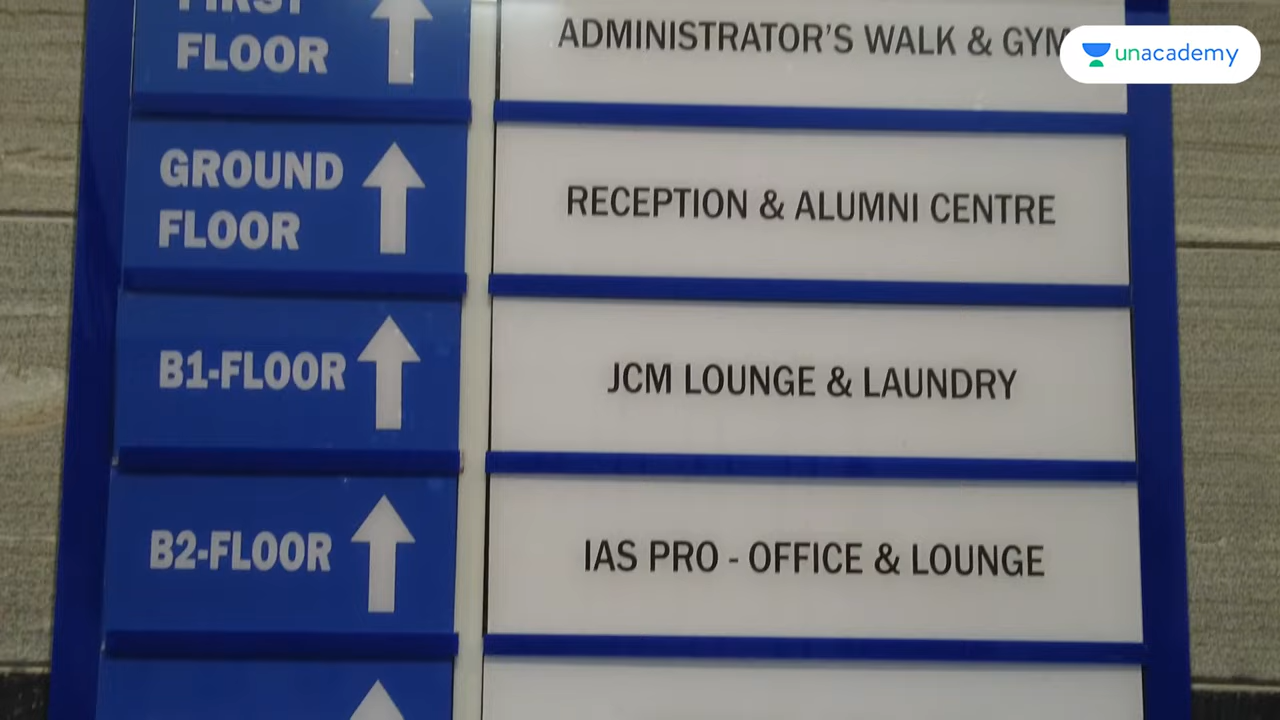 FIRST
FLOOR
ADMINISTRATOR'S WALK & GYM
unacademy
GROUND
FLOOR
RECEPTION & ALUMNI CENTRE
B1-FLOOR
JCM LOUNGE & LAUNDRY
B2-FLOOR
IAS PRO - OFFICE & LOUNGE